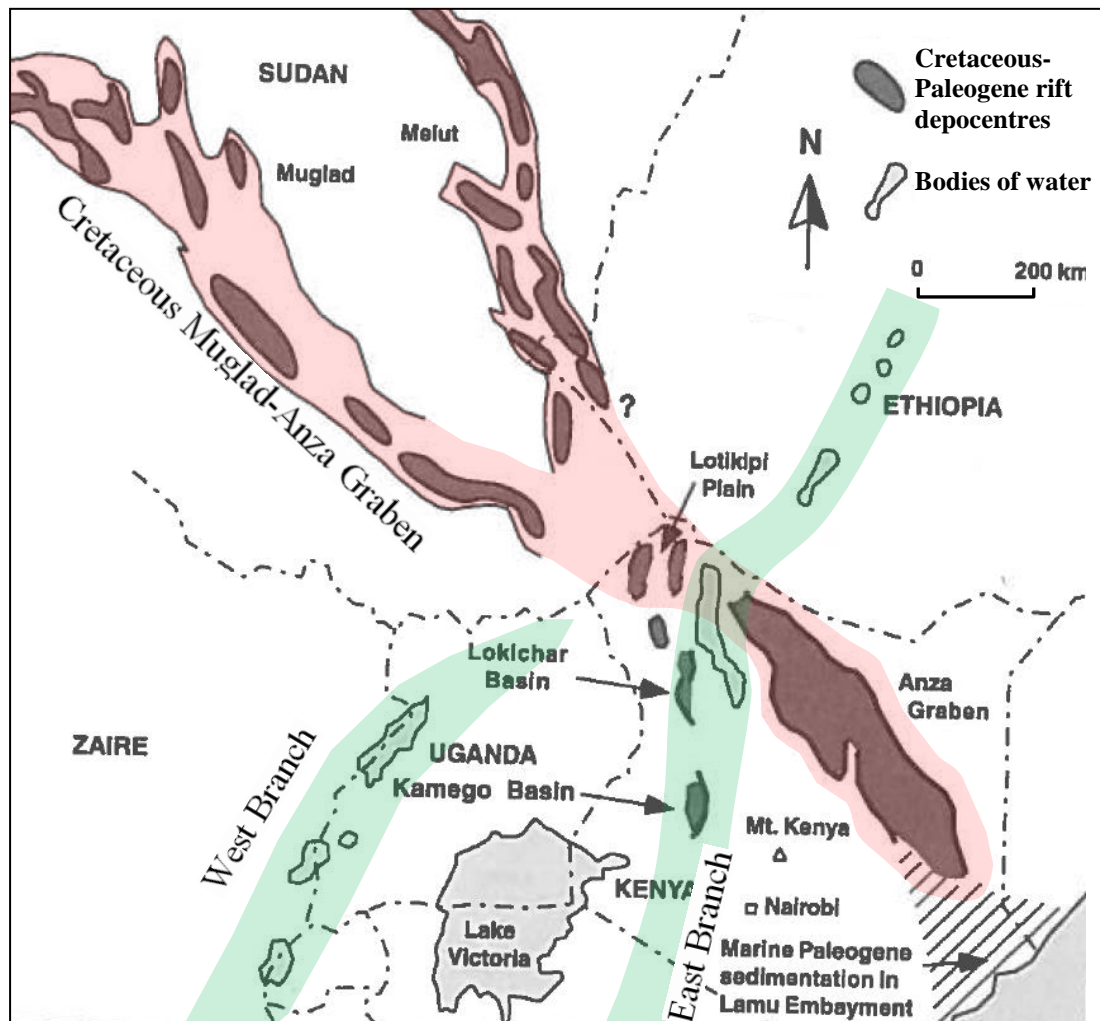 SUDAN
Melut
Muglad
Cretaceous Muglad-Anza Graben
Cretaceous-
Paleogene rift
depocentres
N
Bodies of water
0 200 km
ETHIOPIA
?
Lotikipi
Plain
Lokichar
Basin
Anza
Graben
ZAIRE
UGANDA
West Branch
Kamego Basin
Mt. Kenya
KENYA
Nairobi
East Branch
Lake
Victoria
Marine Paleogene
sedimentation in
Lamu Embayment